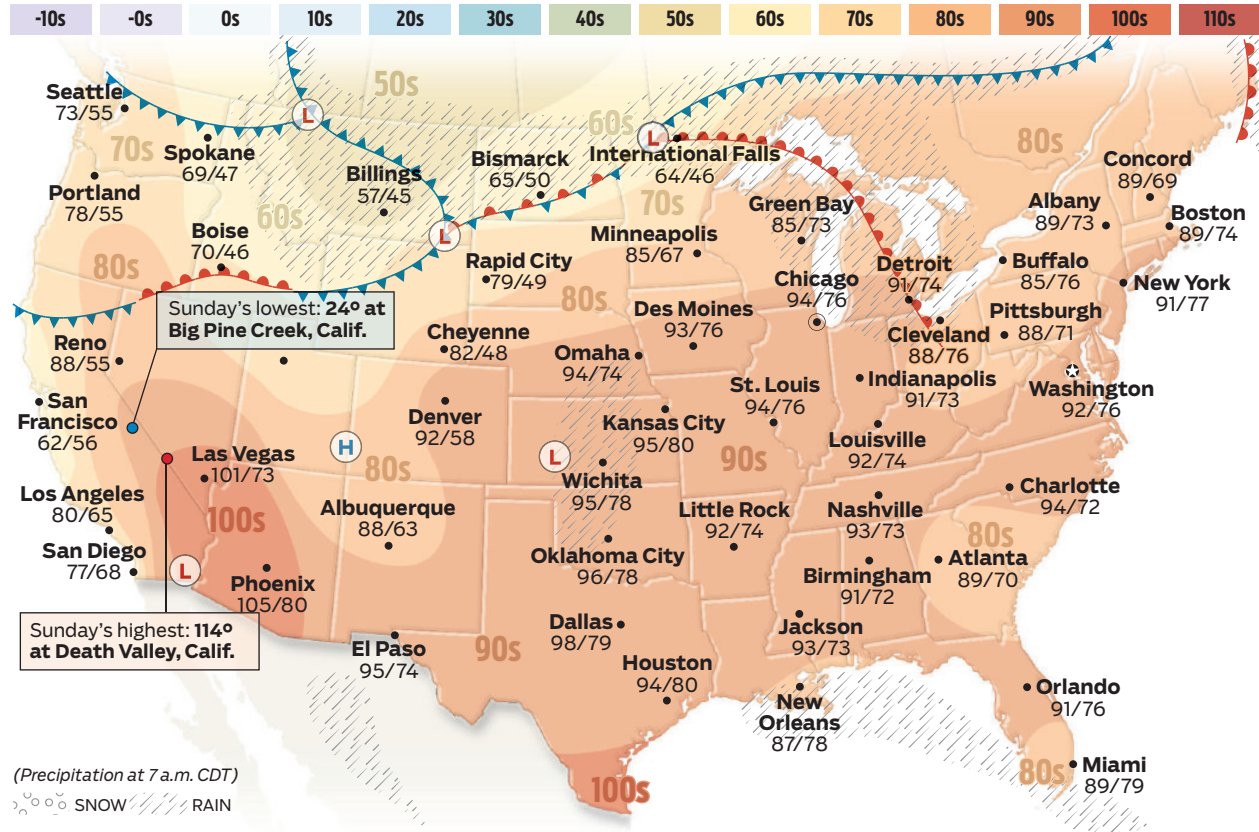 -10s -0s 0s 10s 20s 30s 40s 50s 60s 70s 80s 90s 100s 110s
50s
60s
70s
60s
70s
80s
80s
80s
80s
90s
100s
80s
90s
100s
80s
Seattle
73/55
Spokane
69/47
Portland
78/55
Boise
70/46
Billings
57/45
Bismarck
65/50
International Falls
64/46
Minneapolis
85/67
Green Bay
85/73
Rapid City
79/49
Chicago
94/76
Detroit
91/74
Cleveland
88/76
Concord
89/69
Albany
89/73
Boston
89/74
Buffalo
85/76
New York
91/77
Pittsburgh
88/71
Washington
92/76
Sunday's lowest: 24º at
Big Pine Creek, Calif.
Reno
88/55
San
Francisco
62/56
Cheyenne
82/48
Denver
92/58
Des Moines
93/76
Omaha
94/74
St. Louis
94/76
Kansas City
95/80
Indianapolis
91/73
Louisville
92/74
Wichita
95/78
Las Vegas
101/73
Los Angeles
80/65
San Diego
77/68
Phoenix
105/80
Albuquerque
88/63
Oklahoma City
96/78
Little Rock
92/74
Nashville
93/73
Charlotte
94/72
Atlanta
89/70
Birmingham
91/72
Jackson
93/73
Dallas
98/79
Houston
94/80
El Paso
95/74
New
Orleans
87/78
Orlando
91/76
Miami
89/79
Sunday's highest: 114º
at Death Valley, Calif.
L
L
L
L
L
H
(Precipitation at 7 a.m. CDT)
SNOW RAIN